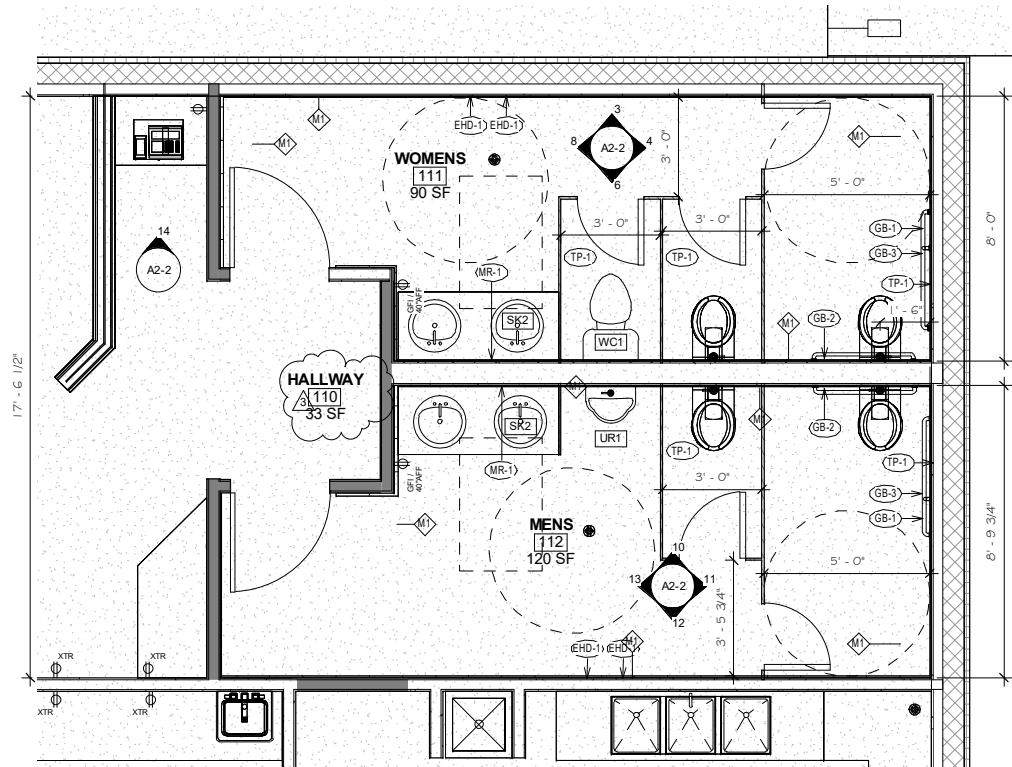 M1
M1
EHD-1
EHD-1
WOMENS
111
90 SF
3
8
A2-2
4
6
3' - 0"
M1
5' - 0"
8' - 0"
14
A2-2
3' - 0"
3' - 0"
GB-1
GB-3
TP-1
TP-1
TP-1
MR-1
GFI /
40"AFF
SK2
WC1
M1
GB-2
1' - 6"
17' - 6 1/2"
HALLWAY
3
110
33 SF
M1
SK2
UR1
M1
GB-2
TP-1
MR-1
GFI /
40"AFF
3' - 0"
TP-1
GB-3
GB-1
M1
MENS
112
120 SF
10
13
A2-2
11
12
3' - 5 3/4"
5' - 0"
8' - 9 3/4"
EHD-1
EHD-1
M1
M1
XTR
XTR
XTR
XTR